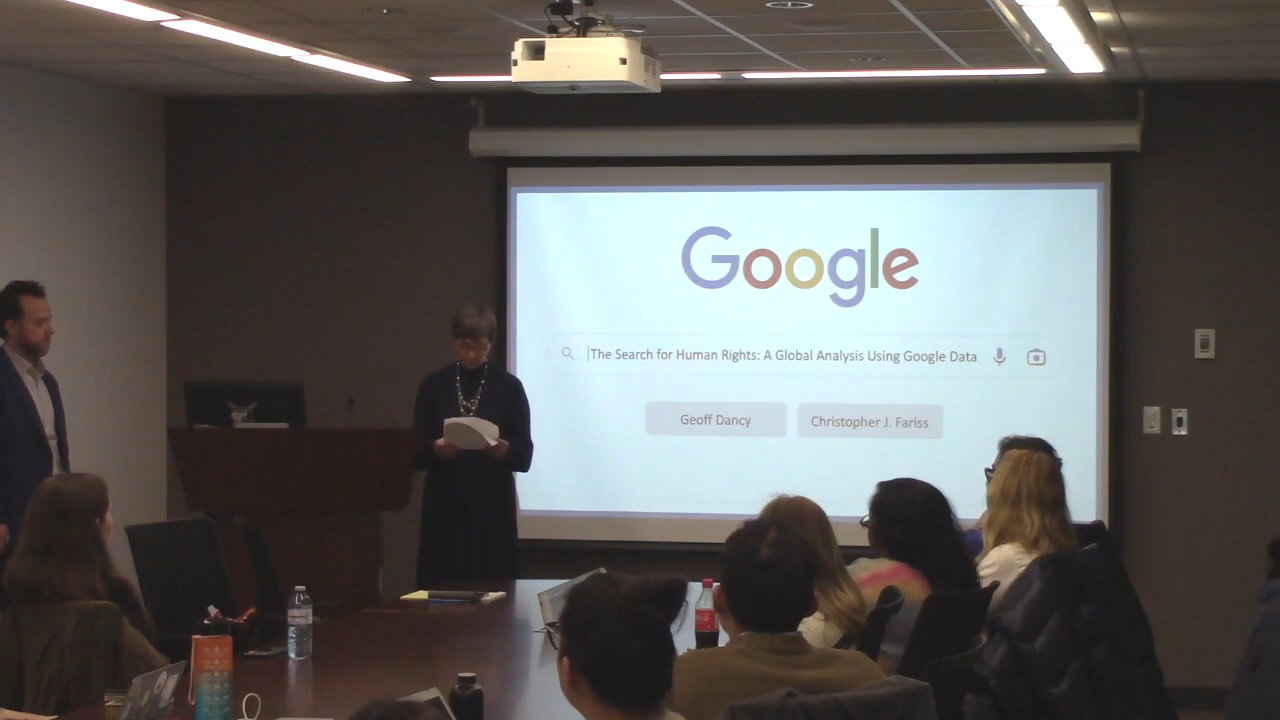 Google
The Search for Human Rights: A Global Analysis Using Google Data
Geoff Dancy
Christopher J. Fariss